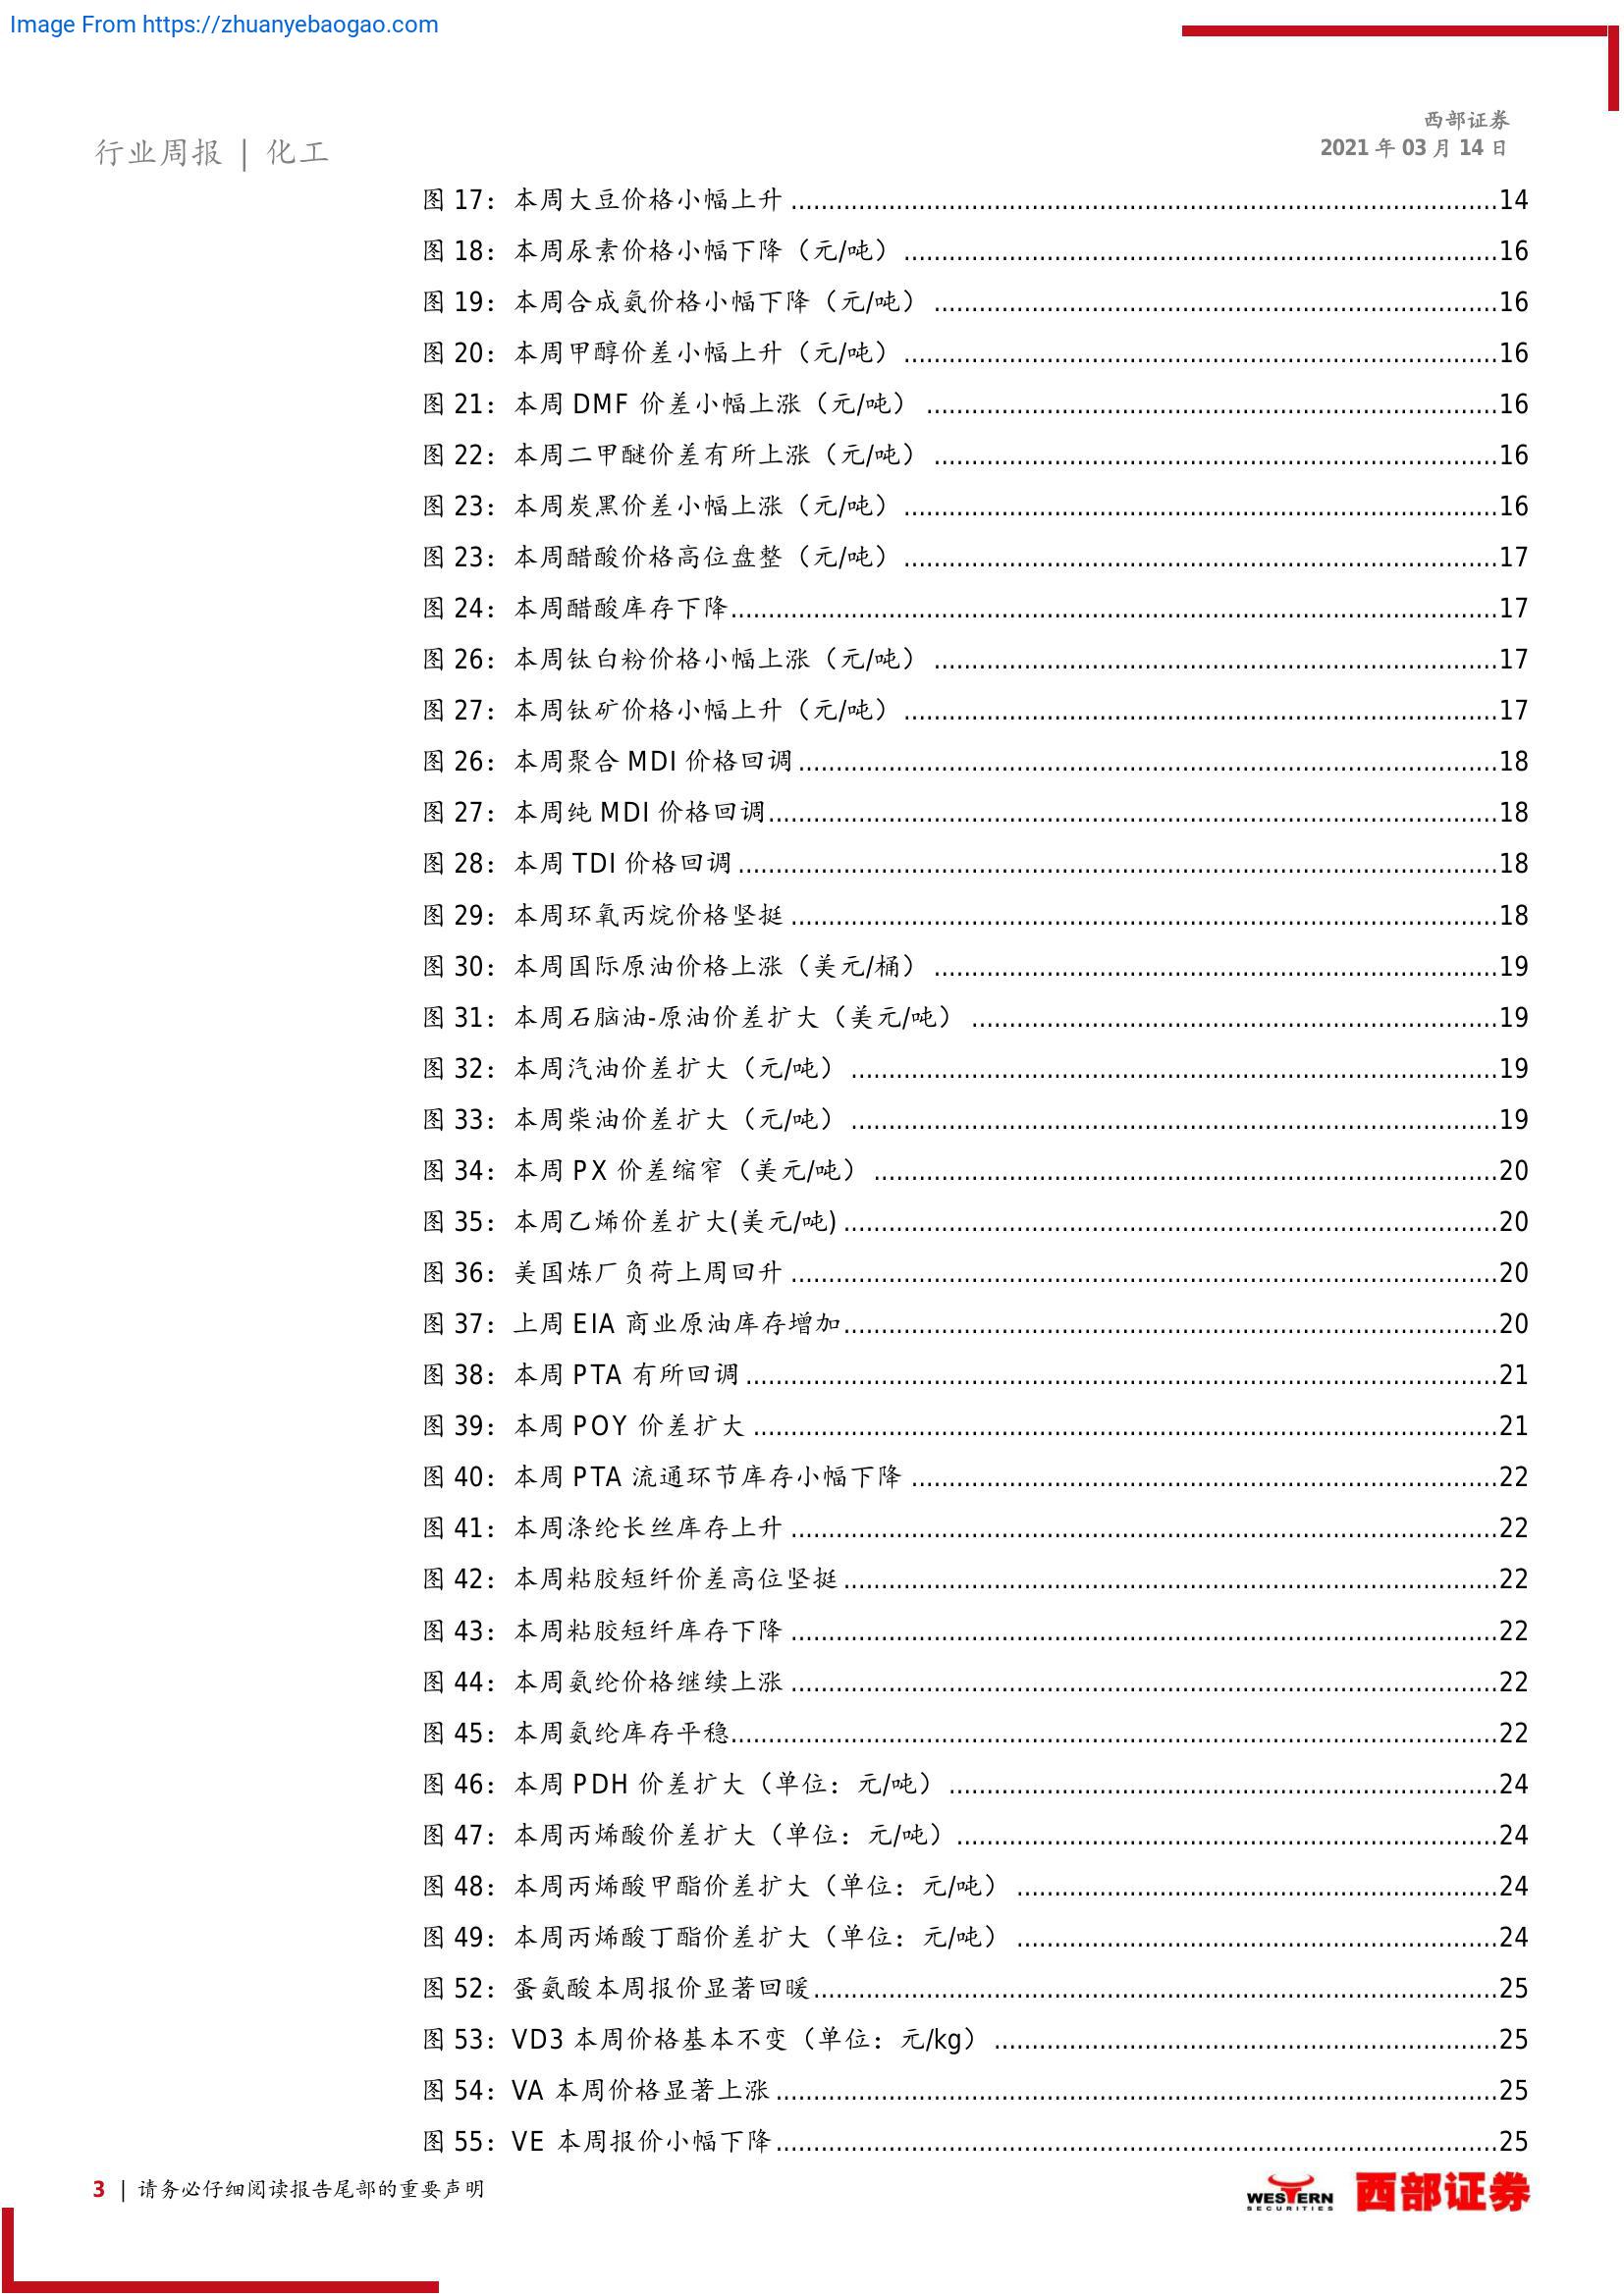 Image From https://zhuanyebaogao.com
西部证券
行业周报 | 化工
2021 年 03 月 14 日
图 17：本周大豆价格小幅上升 ........................................14
图 18：本周尿素价格小幅下降（元/吨） ........................................16
图 19：本周合成氨价格小幅下降（元/吨） ........................................16
图 20：本周甲醇价差小幅上升（元/吨） ........................................16
图 21：本周 DMF 价差小幅上涨（元/吨） ........................................16
图 22：本周二甲醚价差有所上涨（元/吨） ........................................16
图 23：本周炭黑价差小幅上涨（元/吨） ........................................16
图 23：本周醋酸价格高位盘整（元/吨） ........................................17
图 24：本周醋酸库存下降........................................17
图 26：本周钛白粉价格小幅上涨（元/吨） ........................................17
图 27：本周钛矿价格小幅上升（元/吨） ........................................17
图 26：本周聚合 MDI 价格回调 ........................................18
图 27：本周纯 MDI 价格回调........................................18
图 28：本周 TDI 价格回调 ........................................18
图 29：本周环氧丙烷价格坚挺 ........................................18
图 30：本周国际原油价格上涨（美元/桶） ........................................19
图 31：本周石脑油-原油价差扩大（美元/吨） ........................................19
图 32：本周汽油价差扩大（元/吨） ........................................19
图 33：本周柴油价差扩大（元/吨） ........................................19
图 34：本周 PX 价差缩窄（美元/吨） ........................................20
图 35：本周乙烯价差扩大(美元/吨) ........................................20
图 36：美国炼厂负荷上周回升 ........................................20
图 37：上周 EIA 商业原油库存增加........................................20
图 38：本周 PTA 有所回调 ........................................21
图 39：本周 POY 价差扩大 ........................................21
图 40：本周 PTA 流通环节库存小幅下降 ........................................22
图 41：本周涤纶长丝库存上升 ........................................22
图 42：本周粘胶短纤价差高位坚挺 ........................................22
图 43：本周粘胶短纤库存下降 ........................................22
图 44：本周氨纶价格继续上涨 ........................................22
图 45：本周氨纶库存平稳........................................22
图 46：本周 PDH 价差扩大（单位：元/吨） ........................................24
图 47：本周丙烯酸价差扩大（单位：元/吨） ........................................24
图 48：本周丙烯酸甲酯价差扩大（单位：元/吨） ........................................24
图 49：本周丙烯酸丁酯价差扩大（单位：元/吨） ........................................24
图 52：蛋氨酸本周报价显著回暖........................................25
图 53：VD3 本周价格基本不变（单位：元/kg） ........................................25
图 54：VA 本周价格显著上涨 ........................................25
图 55：VE 本周报价小幅下降 ........................................25
3 | 请务必仔细阅读报告尾部的重要声明
WESTERN
SECURITIES
西部证券